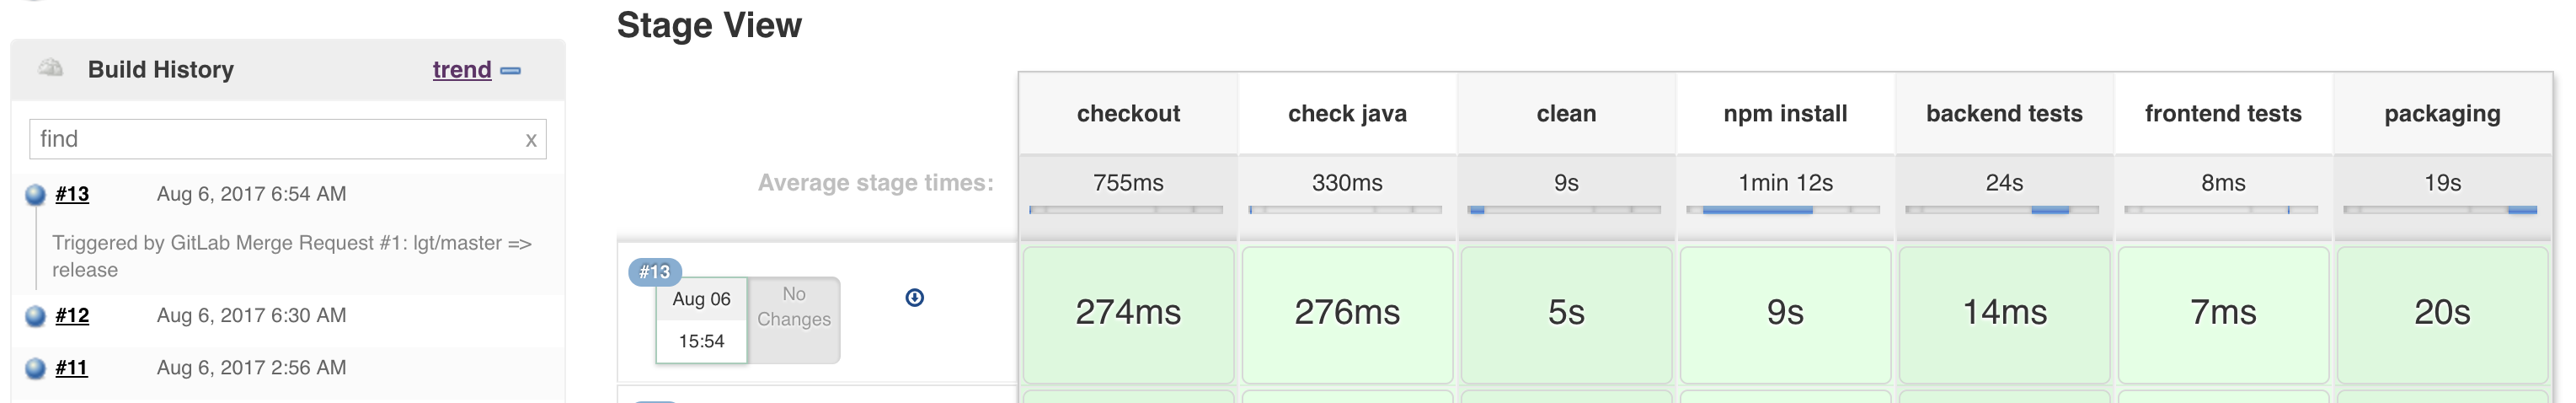 Stage View
Build History trend
find x
#13 Aug 6, 2017 6:54 AM
Triggered by GitLab Merge Request #1: lgt/master =>
release
#12 Aug 6, 2017 6:30 AM
#11 Aug 6, 2017 2:56 AM
checkout check java clean npm install backend tests frontend tests packaging
Average stage times: 755ms 330ms 9s 1min 12s 24s 8ms 19s
#13
Aug 06
15:54
No
Changes
274ms 276ms 5s 9s 14ms 7ms 20s